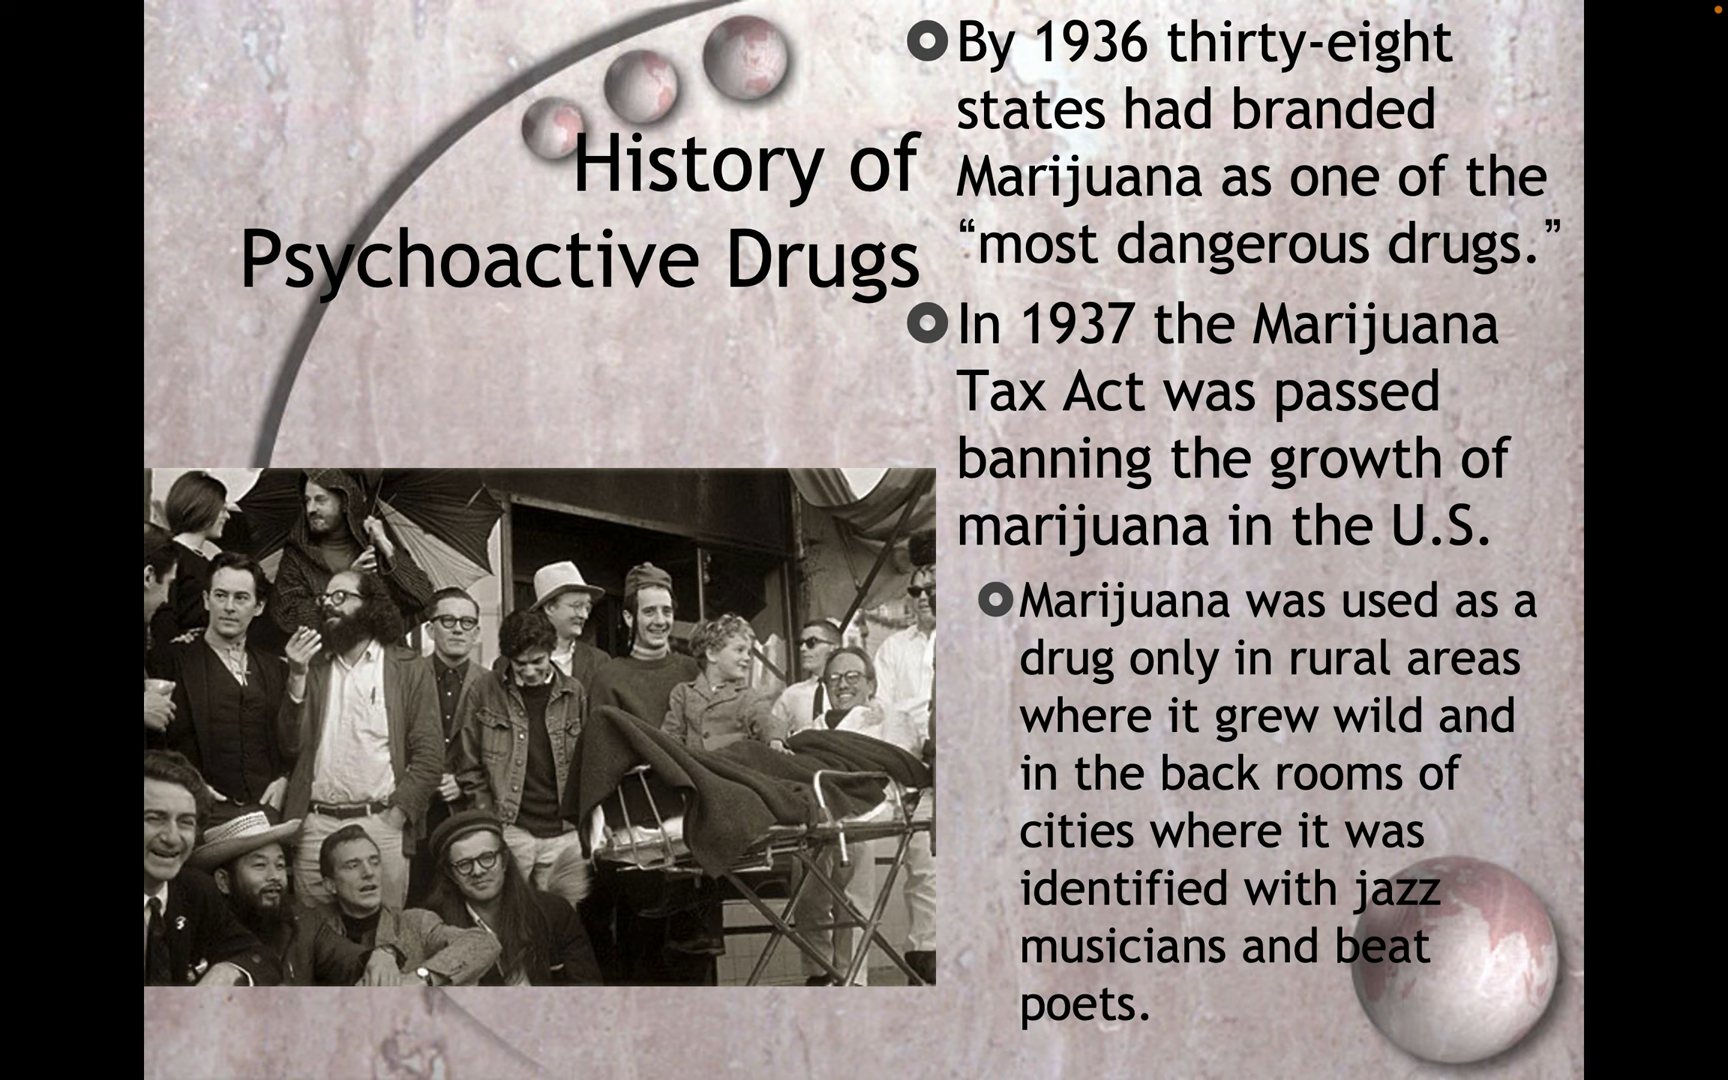 History of
Psychoactive Drugs
By 1936 thirty-eight
states had branded
Marijuana as one of the
“most dangerous drugs.”
In 1937 the Marijuana
Tax Act was passed
banning the growth of
marijuana in the U.S.
Marijuana was used as a
drug only in rural areas
where it grew wild and
in the back rooms of
cities where it was
identified with jazz
musicians and beat
poets.